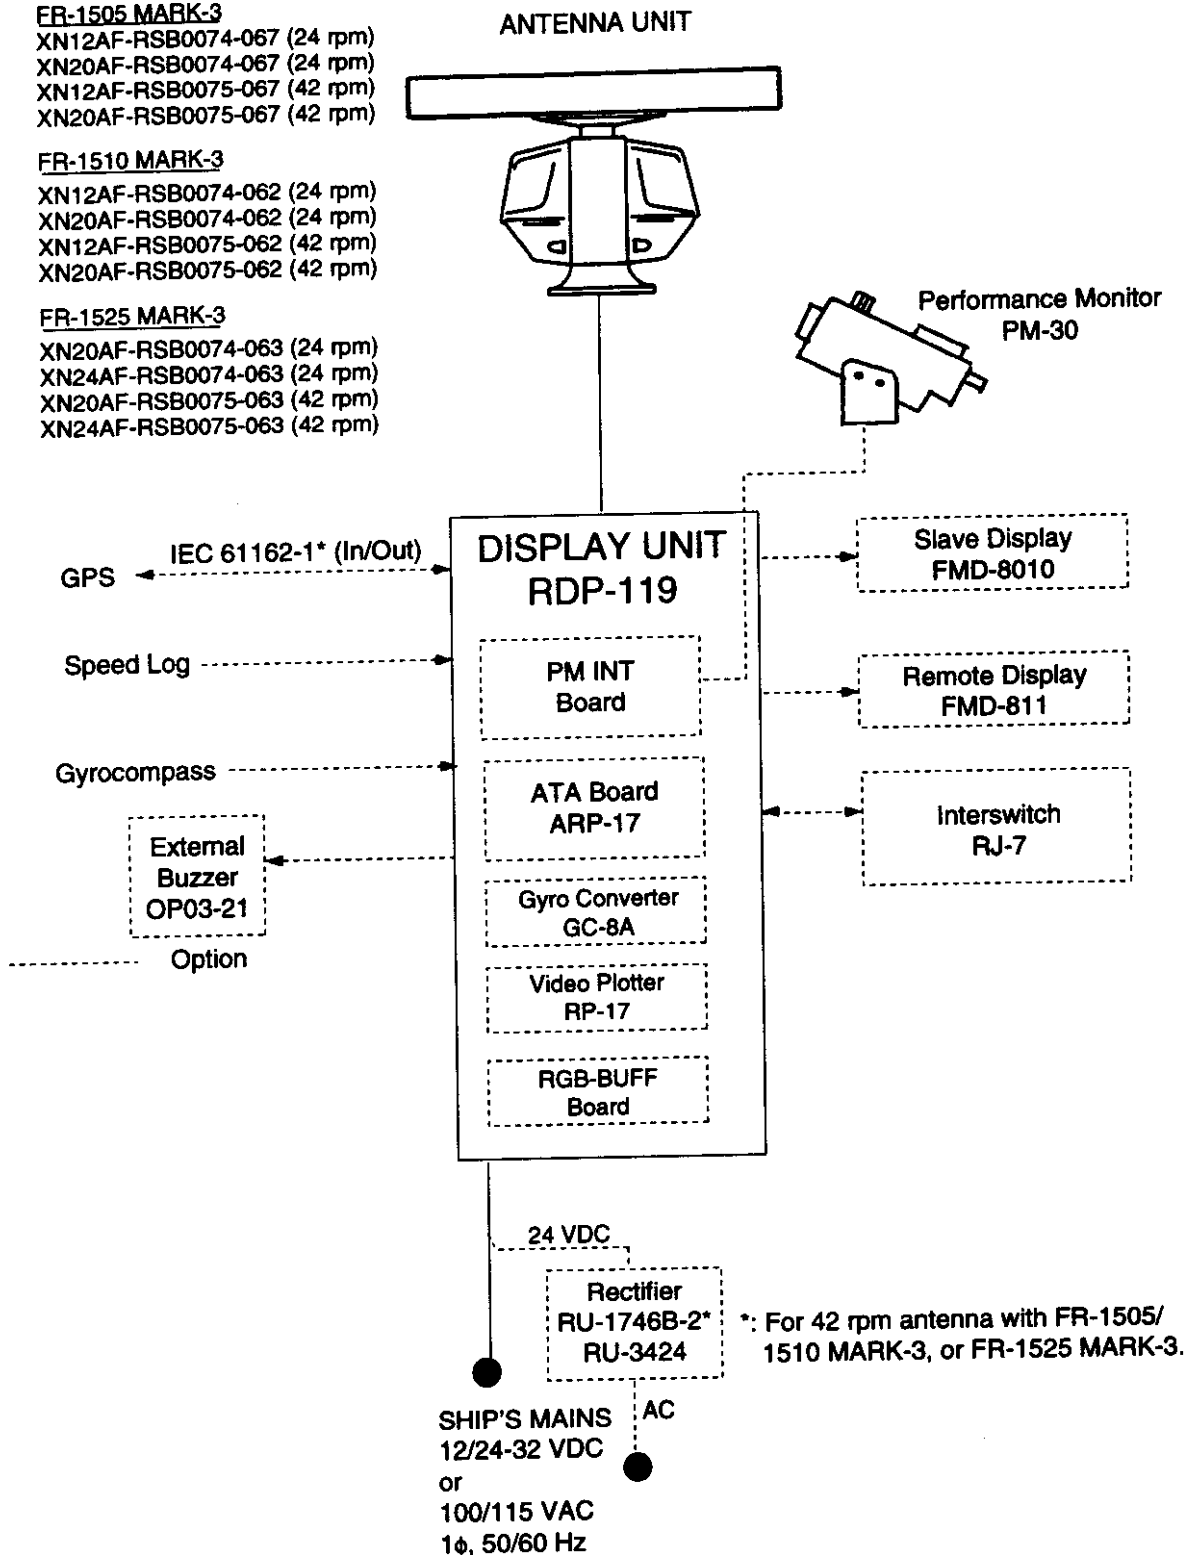 FR-1505 MARK-3
XN12AF-RSB0074-067 (24 rpm)
XN20AF-RSB0074-067 (24 rpm)
XN12AF-RSB0075-067 (42 rpm)
XN20AF-RSB0075-067 (42 rpm)
FR-1510 MARK-3
XN12AF-RSB0074-062 (24 rpm)
XN20AF-RSB0074-062 (24 rpm)
XN12AF-RSB0075-062 (42 rpm)
XN20AF-RSB0075-062 (42 rpm)
FR-1525 MARK-3
XN20AF-RSB0074-063 (24 rpm)
XN24AF-RSB0074-063 (24 rpm)
XN20AF-RSB0075-063 (42 rpm)
XN24AF-RSB0075-063 (42 rpm)
ANTENNA UNIT
Performance Monitor
PM-30
IEC 61162-1* (In/Out)
GPS
Speed Log
Gyrocompass
External
Buzzer
OP03-21
Option
DISPLAY UNIT
RDP-119
PM INT
Board
ATA Board
ARP-17
Gyro Converter
GC-8A
Video Plotter
RP-17
RGB-BUFF
Board
Slave Display
FMD-8010
Remote Display
FMD-811
Interswitch
RJ-7
24 VDC
Rectifier
RU-1746B-2*
RU-3424
*: For 42 rpm antenna with FR-1505/
1510 MARK-3, or FR-1525 MARK-3.
AC
SHIP'S MAINS
12/24-32 VDC
or
100/115 VAC
1ϕ, 50/60 Hz